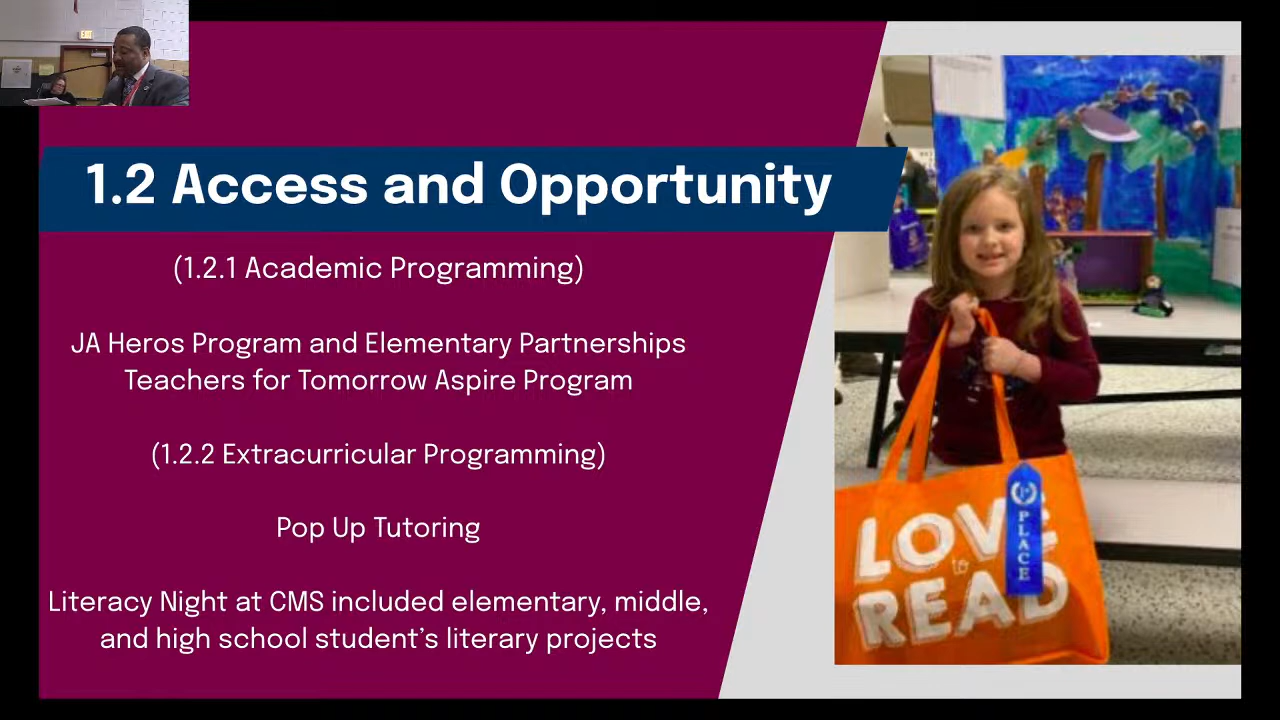 1.2 Access and Opportunity
(1.2.1 Academic Programming)
JA Heros Program and Elementary Partnerships
Teachers for Tomorrow Aspire Program
(1.2.2 Extracurricular Programming)
Pop Up Tutoring
Literacy Night at CMS included elementary, middle,
and high school student's literary projects
LOVE
to
READ
1st
PLACE